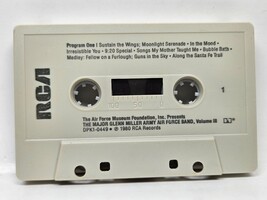 Program One I Sustain the Wings; Moonlight Serenade • In the Mood •
Irresistible You • 9:20 Special • Songs My Mother Taught Me • Bubble Bath •
Medley: Fellow on a Furlough; Guns in the Sky • Along the Santa Fe Trail
RCA
1
The Air Force Museum Foundation, Inc. Presents
THE MAJOR GLENN MILLER ARMY AIR FORCE BAND, Volume III
DPK1-0449 • ℗ 1980 RCA Records